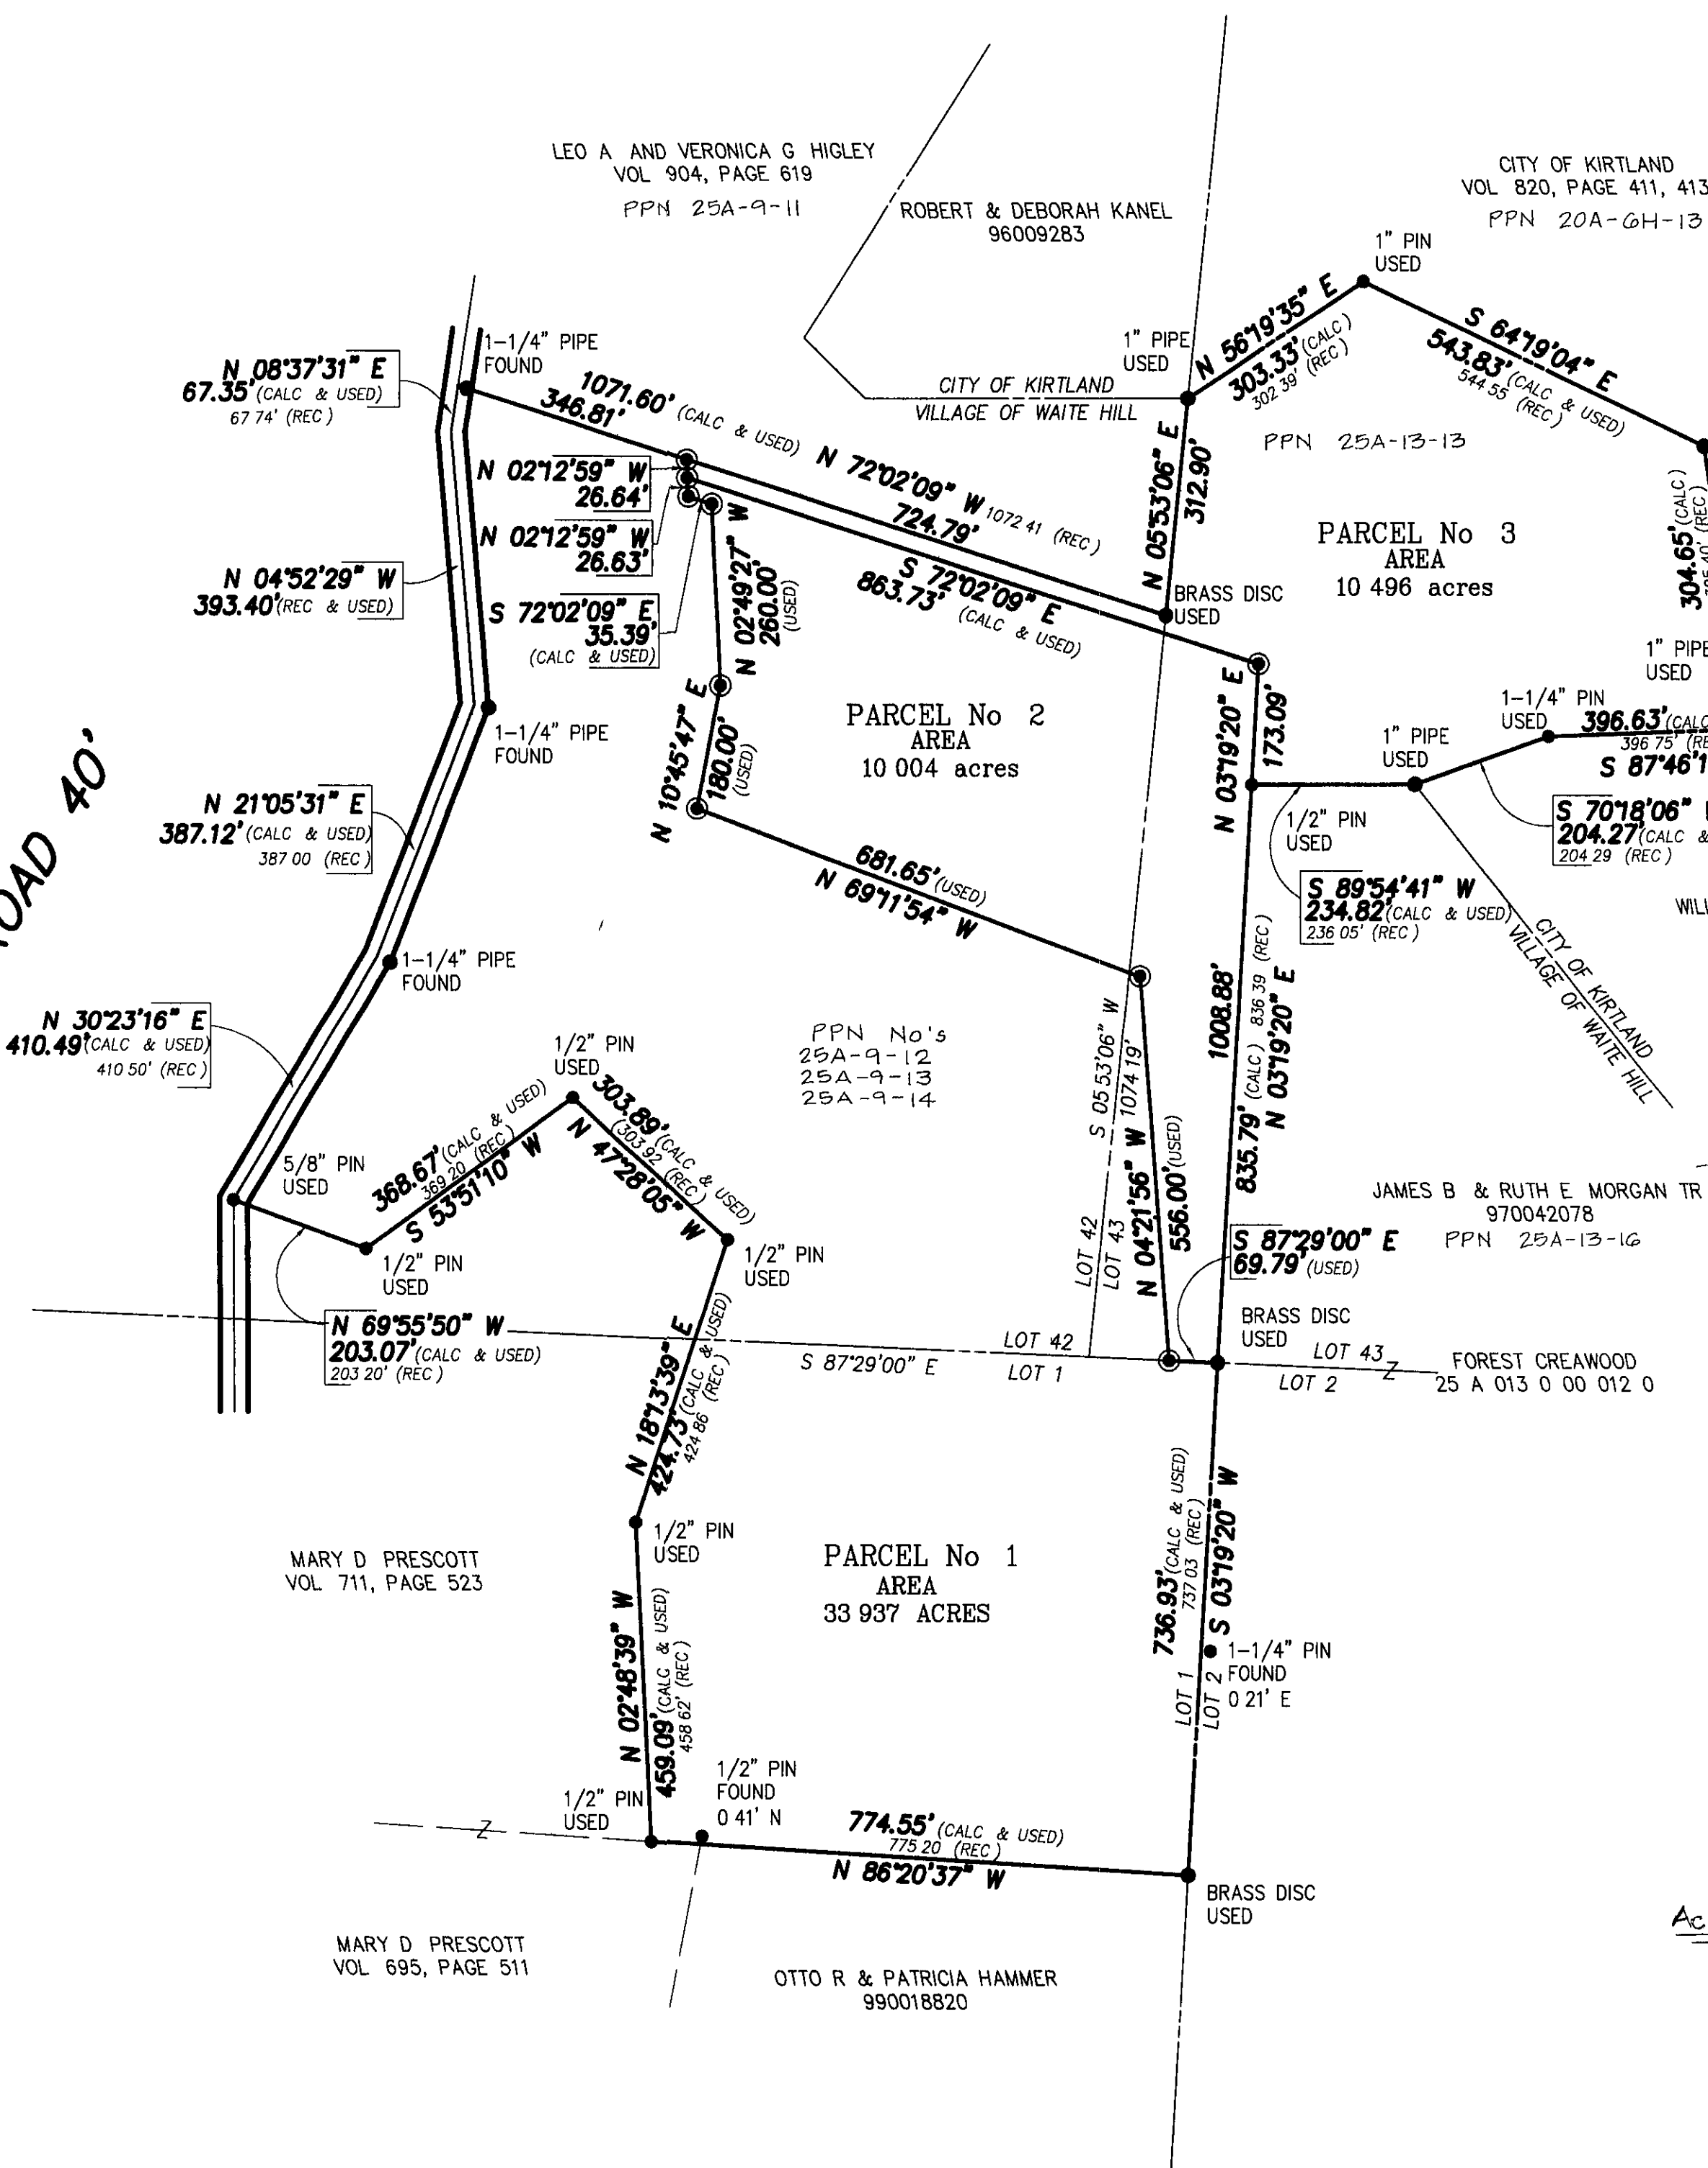 LEO A AND VERONICA G HIGLEY
VOL 904, PAGE 619
PPN 25A-9-11
ROBERT & DEBORAH KANEL
96009283
CITY OF KIRTLAND
VOL 820, PAGE 411, 413
PPN 20A-6H-13
1" PIN
USED
N 56°19'35" E
303.33' (CALC)
302 39' (REC)
S 64°19'04" E
543.83' (CALC & USED)
544 55 (REC)
1" PIPE
USED
CITY OF KIRTLAND
VILLAGE OF WAITE HILL
1-1/4" PIPE
FOUND
N 08°37'31" E
67.35' (CALC & USED)
67 74' (REC)
1071.60' (CALC & USED)
346.81'
N 72°02'09" W
1072 41 (REC)
724.79'
N 05°53'06" E
312.90'
PPN 25A-13-13
PARCEL No 3
AREA
10 496 acres
304.65' (CALC)
N 02°12'59" W
26.64'
N 02°12'59" W
26.63'
N 04°52'29" W
393.40' (REC & USED)
S 72°02'09" E
35.39'
(CALC & USED)
N 02°49'27" W
260.00'
(USED)
S 72°02'09" E
863.73' (CALC & USED)
BRASS DISC
USED
1" PIPE
USED
N 10°45'47" E
180.00'
(USED)
PARCEL No 2
AREA
10 004 acres
N 03°19'20" E
173.09'
1-1/4" PIN
USED
396.63' (CALC
396 75' (RE
S 87°46'1
1-1/4" PIPE
FOUND
1" PIPE
USED
ROAD 40'
N 21°05'31" E
387.12' (CALC & USED)
387 00 (REC)
1/2" PIN
USED
S 70°18'06"
204.27' (CALC &
204 29 (REC)
681.65' (USED)
N 69°11'54" W
S 89°54'41" W
234.82' (CALC & USED)
236 05' (REC)
WIL
1-1/4" PIPE
FOUND
CITY OF KIRTLAND
VILLAGE OF WAITE HILL
N 30°23'16" E
410.49' (CALC & USED)
410 50' (REC)
PPN No's
25A-9-12
25A-9-13
25A-9-14
1008.88'
835.79' (CALC) 836 39 (REC)
N 03°19'20" E
S 05 53'06" W
1074 19'
N 04°21'56" W
556.00' (USED)
LOT 42
LOT 43
1/2" PIN
USED
303.89' (CALC & USED)
(303 92 (REC)
N 47°28'05" W
368.67' (CALC & USED)
369 20 (REC)
S 53°51'10" W
5/8" PIN
USED
1/2" PIN
USED
1/2" PIN
USED
JAMES B & RUTH E MORGAN TR
970042078
PPN 25A-13-16
S 87°29'00" E
69.79' (USED)
N 69°55'50" W
203.07' (CALC & USED)
203 20' (REC)
BRASS DISC
USED
LOT 42
S 87°29'00" E
LOT 1
LOT 43
LOT 2
Z
FOREST CREAWOOD
25 A 013 0 00 012 0
N 18°13'39" E
424.73' (CALC & USED)
424 86 (REC)
1/2" PIN
USED
MARY D PRESCOTT
VOL 711, PAGE 523
PARCEL No 1
AREA
33 937 ACRES
736.93' (CALC & USED)
737 03 (REC)
S 03°19'20" W
LOT 1
LOT 2
1-1/4" PIN
FOUND
0 21' E
N 02°48'39" W
459.09' (CALC & USED)
458 62' (REC)
1/2" PIN
USED
1/2" PIN
FOUND
0 41' N
Z
774.55' (CALC & USED)
775 20 (REC)
N 86°20'37" W
BRASS DISC
USED
Ac
MARY D PRESCOTT
VOL 695, PAGE 511
OTTO R & PATRICIA HAMMER
990018820